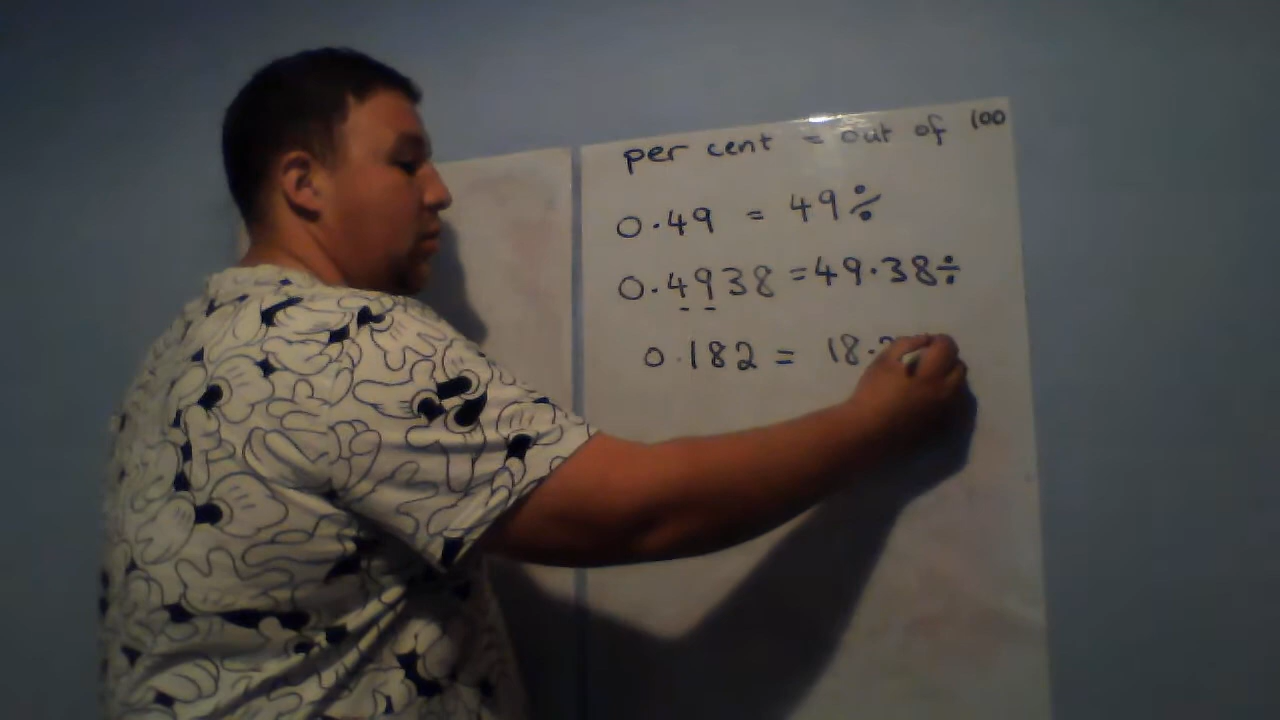 per cent = out of 100
0.49 = 49÷
0.4938 = 49.38÷
0.182 = 18.